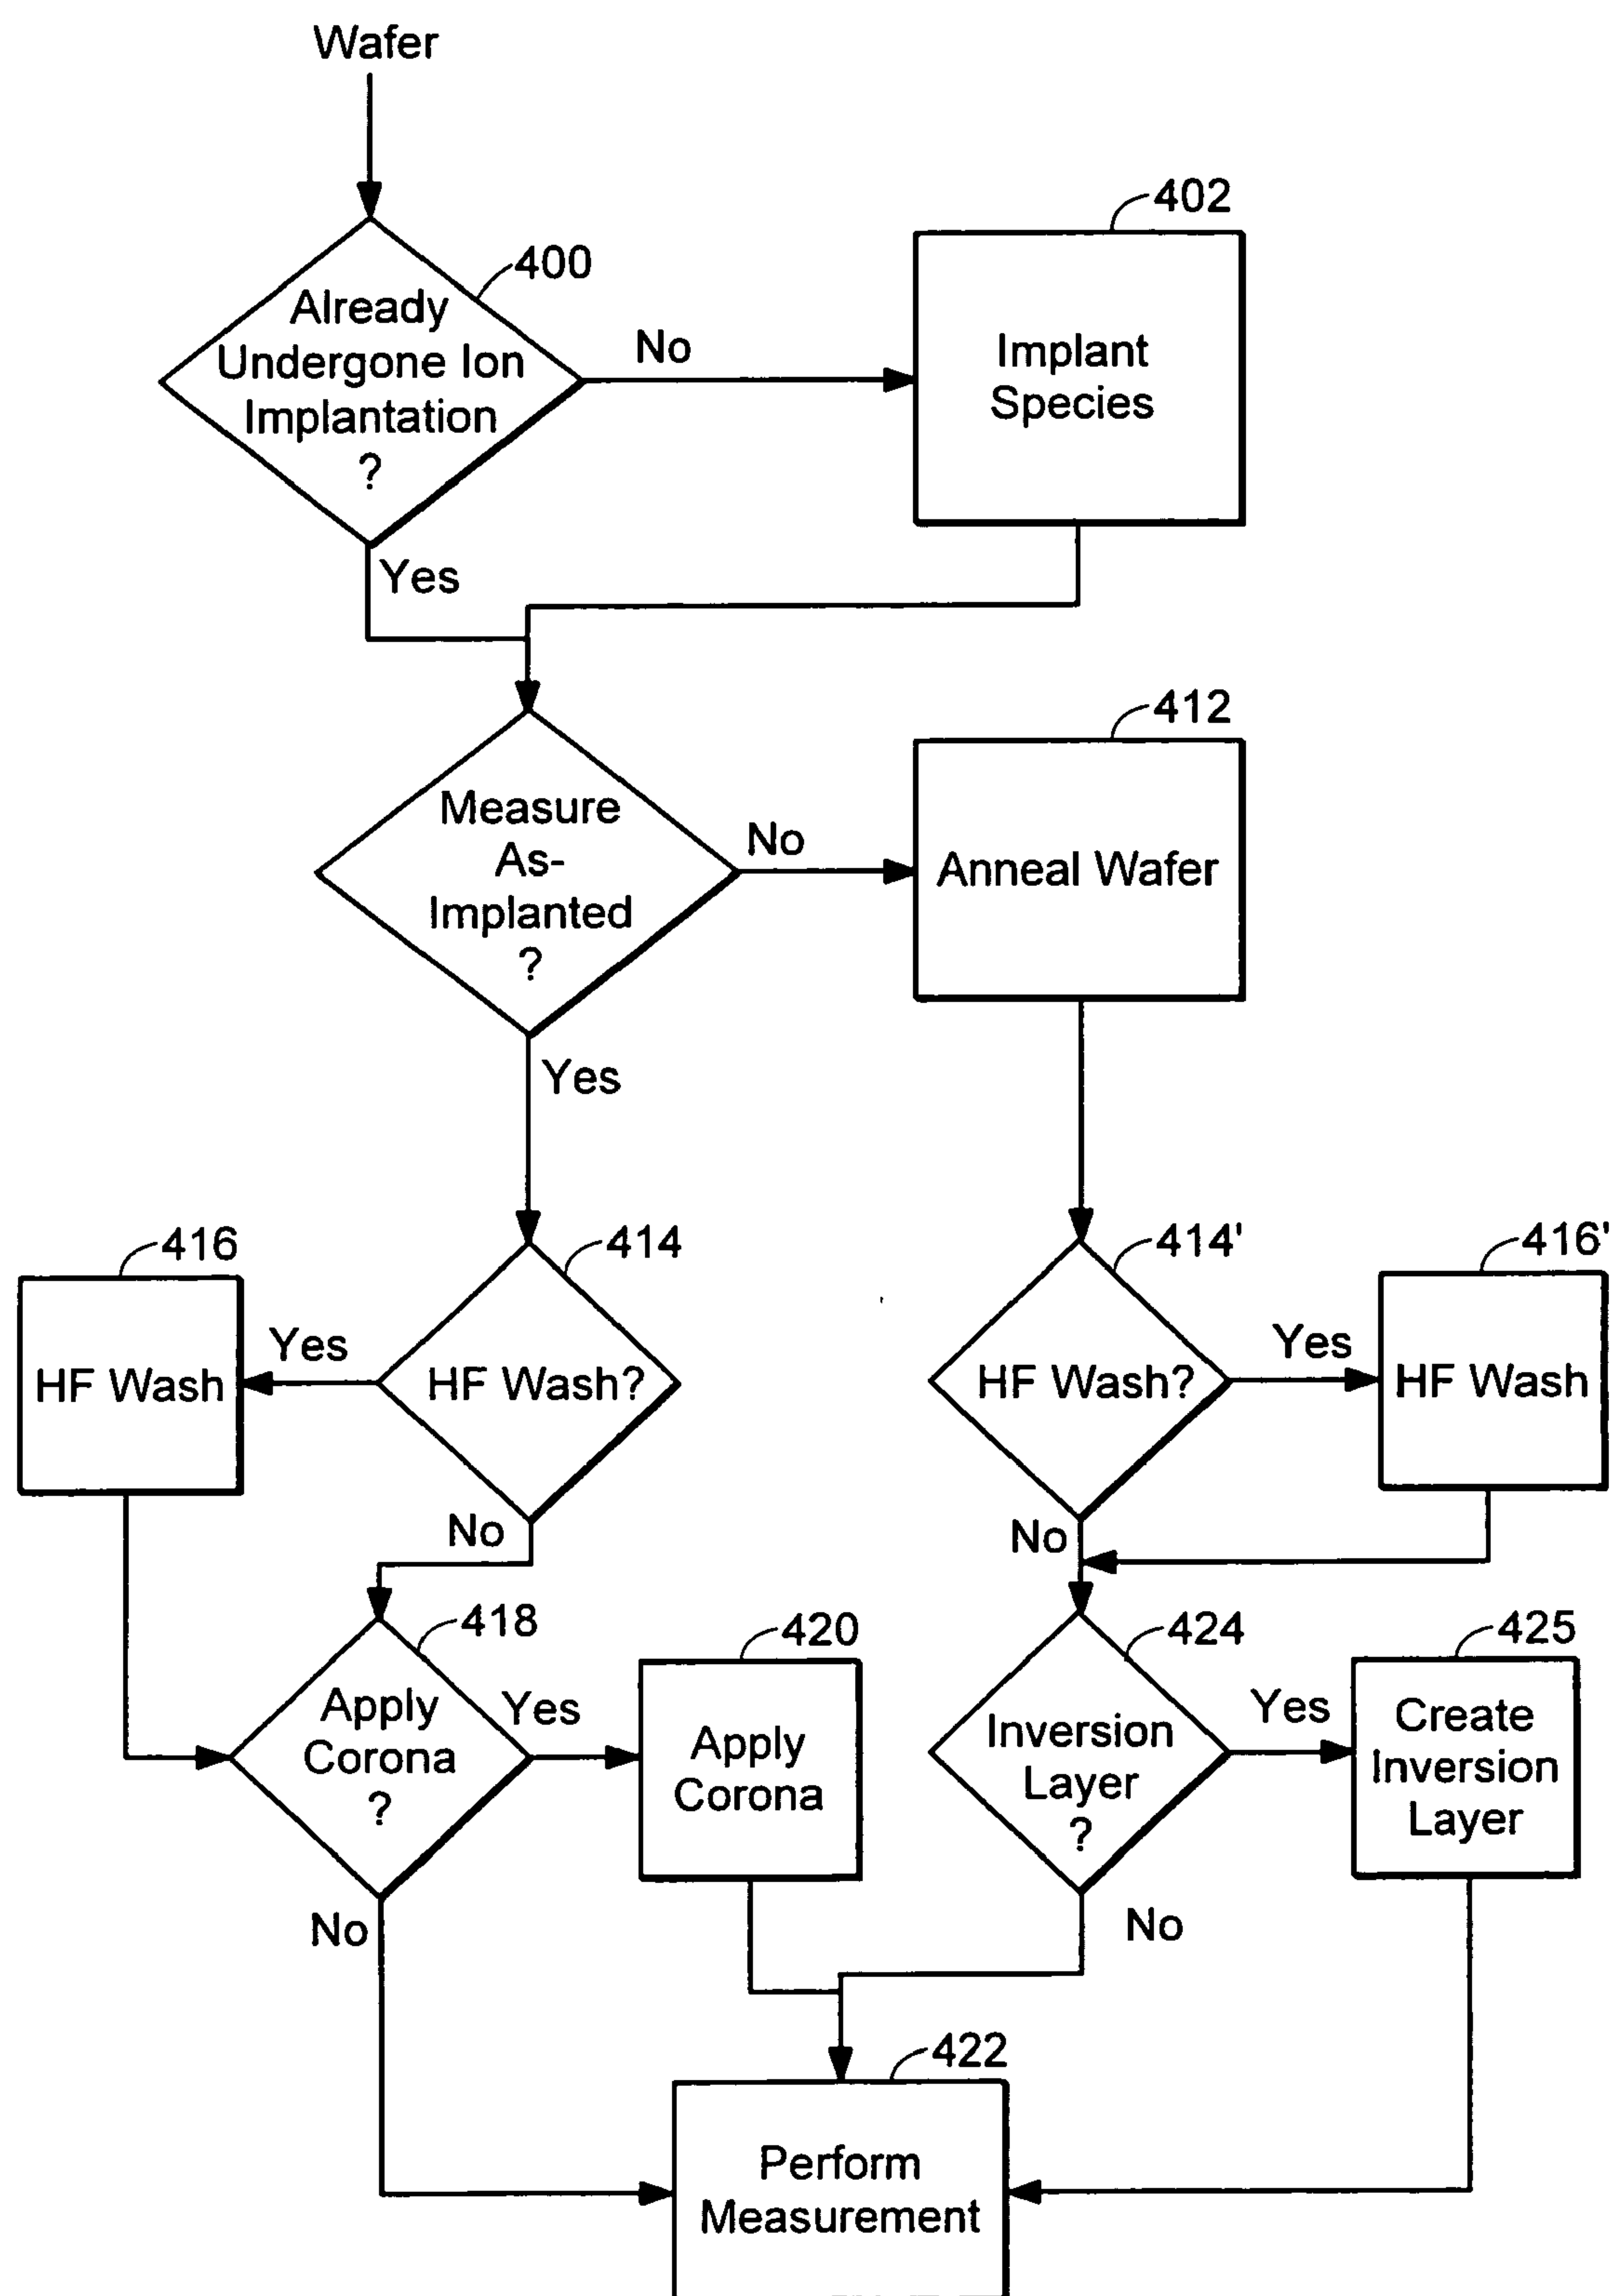 Wafer
400
Already
Undergone Ion
Implantation
?
No
402
Implant
Species
Yes
Measure
As-
Implanted
?
No
412
Anneal Wafer
Yes
416
HF Wash
Yes
414
HF Wash?
414'
HF Wash?
Yes
416'
HF Wash
No
No
418
Apply
Corona
?
Yes
420
Apply
Corona
424
Inversion
Layer
?
Yes
425
Create
Inversion
Layer
No
No
422
Perform
Measurement